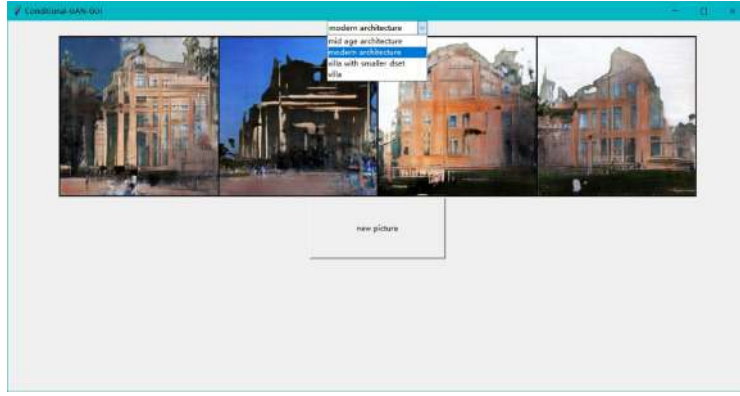 Conditional-GAN-GUI
modern architecture
mid age architecture
modern architecture
villa with smaller dset
villa
new picture